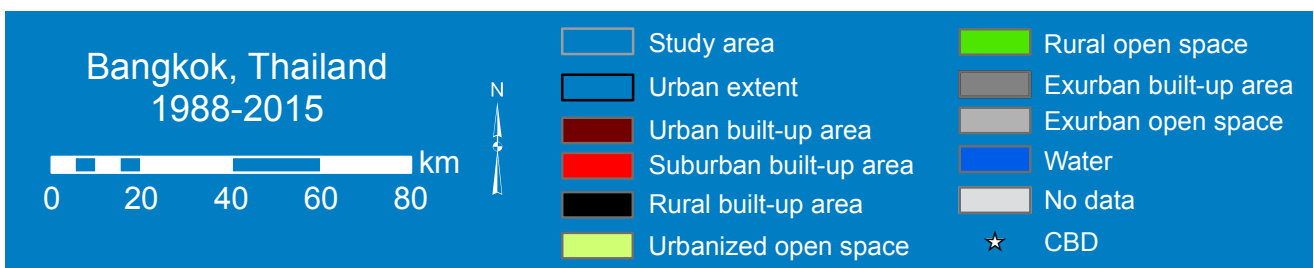 Bangkok, Thailand
1988-2015
km
0 20 40 60 80
N
Study area
Urban extent
Urban built-up area
Suburban built-up area
Rural built-up area
Urbanized open space
Rural open space
Exurban built-up area
Exurban open space
Water
No data
CBD